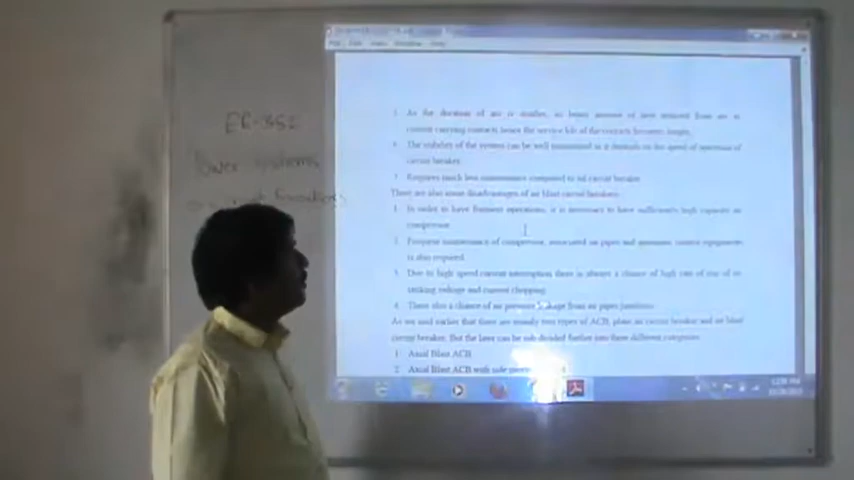 EE-352
Power systems
5. As the duration of arc is smaller, so lesser amount of heat realized from arc to
current carrying contacts hence the service life of the contacts becomes longer.
6. The stability of the system can be well maintained as it depends on the speed of operation of
circuit breaker.
7. Requires much less maintenance compared to oil circuit breaker.
There are also some disadvantages of air blast circuit breakers
1. In order to have frequent operations, it is necessary to have sufficiently high capacity air
compressor.
2. Frequent maintenance of compressor, associated air pipes and automatic control equipments
is also required.
3. Due to high speed current interruption there is always a chance of high rate of rise of re-
striking voltage and current chopping.
4. There also a chance of air pressure leakage from air pipes junctions.
As we said earlier that there are mainly two types of ACB, plain air circuit breaker and air blast
circuit breaker. But the later can be sub divided further into three different categories.
1. Axial Blast ACB
2. Axial Blast ACB with side